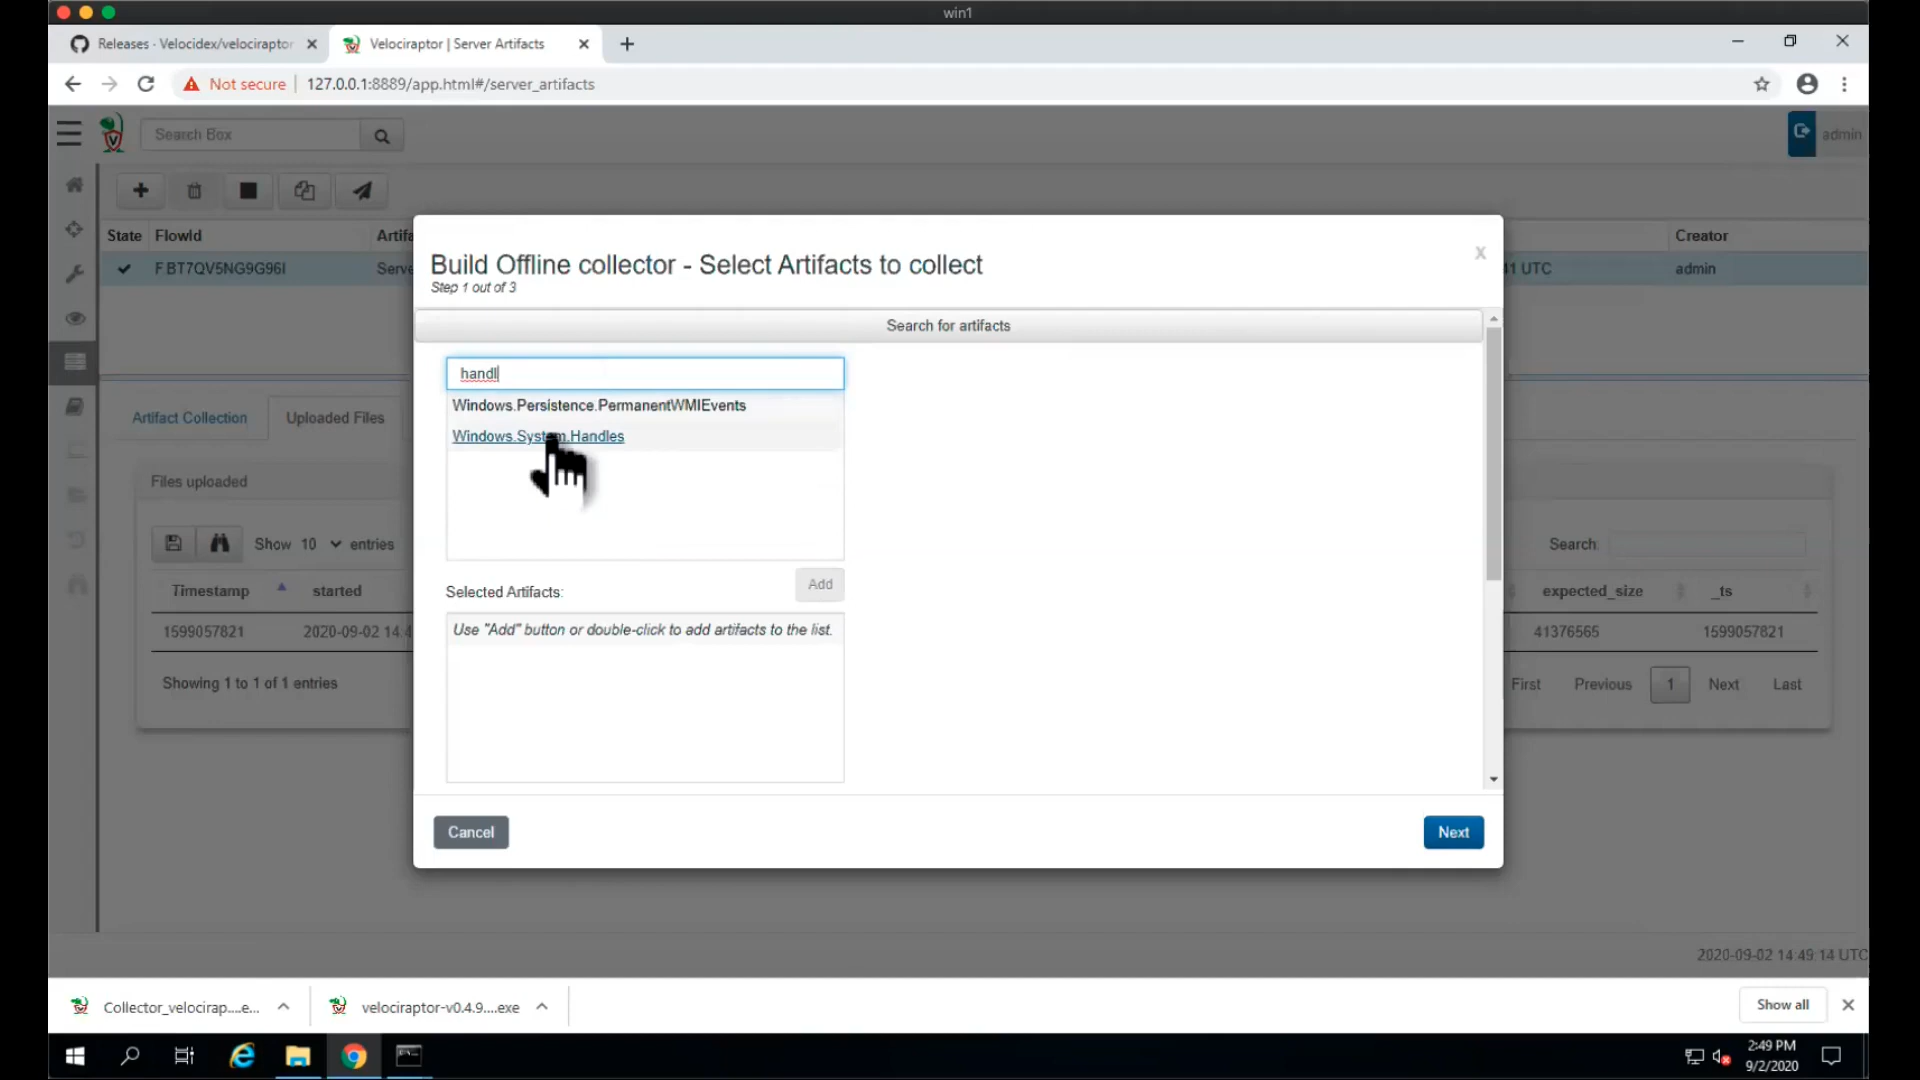 win1
Releases · Velocidex/velociraptor
Velociraptor | Server Artifacts
Not secure
127.0.0.1:8889/app.html#/server_artifacts
Search Box
admin
State
FlowId
Artifa
Creator
F.BT7QV5NG9G96I
Serve
41 UTC
admin
Build Offline collector - Select Artifacts to collect
Step 1 out of 3
X
Search for artifacts
handl
Windows.Persistence.PermanentWMIEvents
Windows.System.Handles
Artifact Collection
Uploaded Files
Files uploaded
Show 10 entries
Search:
Selected Artifacts:
Add
Timestamp
started
expected_size
_ts
Use "Add" button or double-click to add artifacts to the list.
1599057821
2020-09-02 14:4
41376565
1599057821
Showing 1 to 1 of 1 entries
First
Previous
1
Next
Last
Cancel
Next
2020-09-02 14:49:14 UTC
Collector_velocirap....e...
velociraptor-v0.4.9....exe
Show all
2:49 PM
9/2/2020